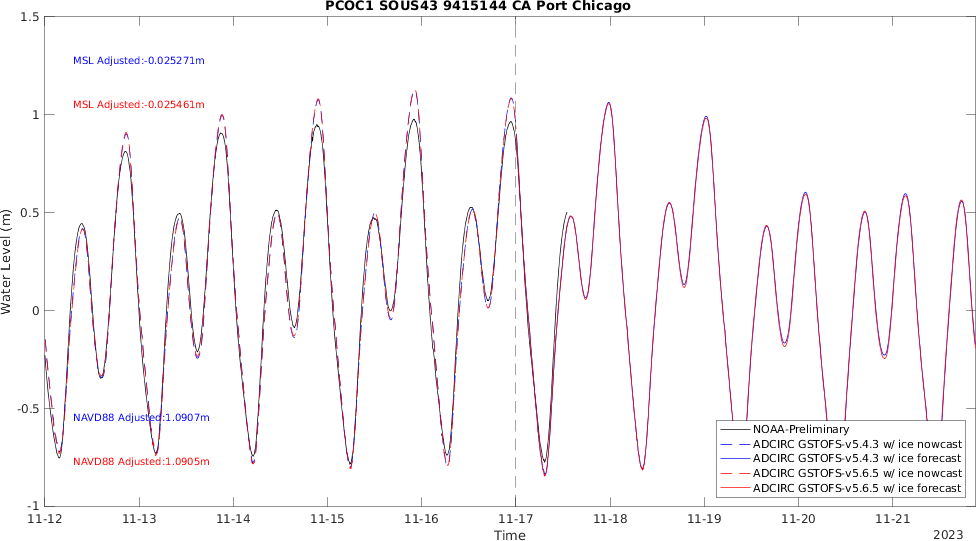 PCOC1 SOUS43 9415144 CA Port Chicago
1.5
MSL Adjusted:-0.025271m
MSL Adjusted:-0.025461m
1
0.5
Water Level (m)
0
-0.5
NAVD88 Adjusted:1.0907m
NAVD88 Adjusted:1.0905m
NOAA-Preliminary
ADCIRC GSTOFS-v5.4.3 w/ ice nowcast
ADCIRC GSTOFS-v5.4.3 w/ ice forecast
ADCIRC GSTOFS-v5.6.5 w/ ice nowcast
ADCIRC GSTOFS-v5.6.5 w/ ice forecast
-1
11-12 11-13 11-14 11-15 11-16 11-17 11-18 11-19 11-20 11-21
Time
2023